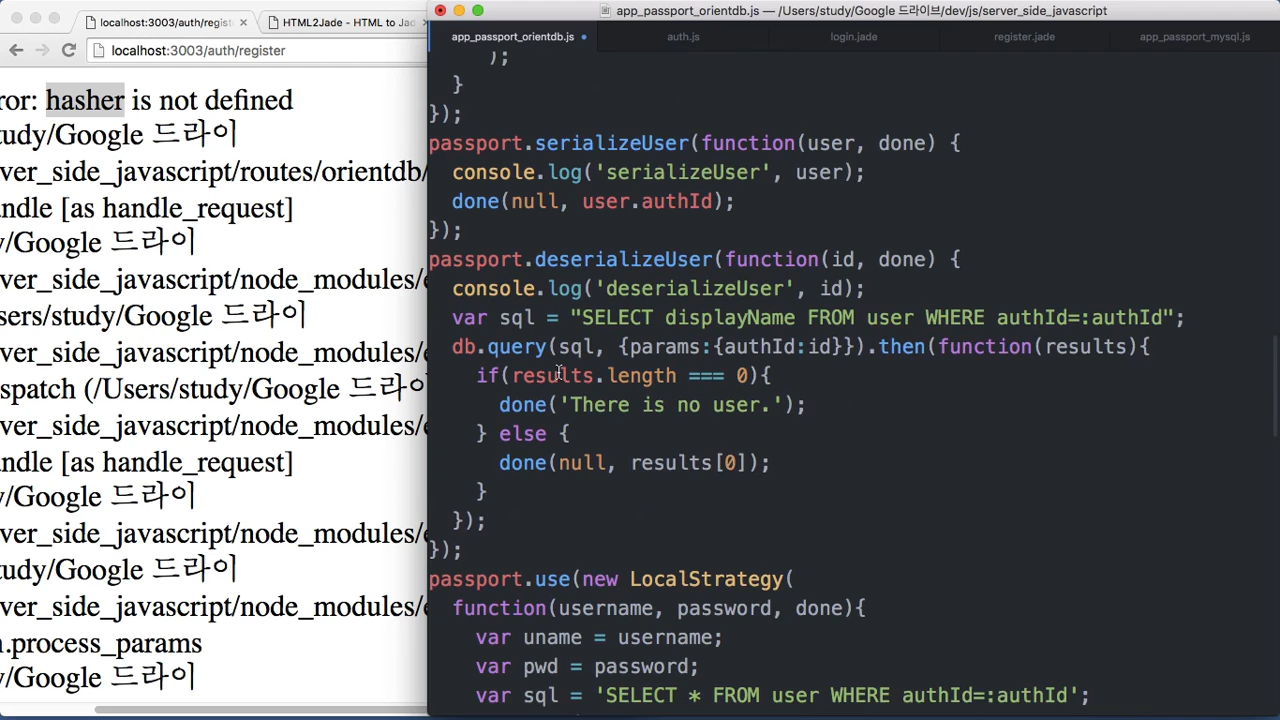 localhost:3003/auth/regist
HTML2Jade - HTML to Jad
localhost:3003/auth/register
ror: hasher is not defined
tudy/Google 드라이
ver_side_javascript/routes/orientdb/
ndle [as handle_request]
y/Google 드라이
ver_side_javascript/node_modules/e
sers/study/Google 드라이
ver_side_javascript/node_modules/e
spatch (/Users/study/Google 드라이
ver_side_javascript/node_modules/e
ndle [as handle_request]
y/Google 드라이
ver_side_javascript/node_modules/e
tudy/Google 드라이
ver_side_javascript/node_modules/e
n.process_params
y/Google 드라이
app_passport_orientdb.js — /Users/study/Google 드라이브/dev/js/server_side_javascript
app_passport_orientdb.js
auth.js
login.jade
register.jade
app_passport_mysql.js
);
}
});
passport.serializeUser(function(user, done) {
console.log('serializeUser', user);
done(null, user.authId);
});
passport.deserializeUser(function(id, done) {
console.log('deserializeUser', id);
var sql = "SELECT displayName FROM user WHERE authId=:authId";
db.query(sql, {params:{authId:id}}).then(function(results){
if(results.length === 0){
done('There is no user.');
} else {
done(null, results[0]);
}
});
});
passport.use(new LocalStrategy(
function(username, password, done){
var uname = username;
var pwd = password;
var sql = 'SELECT * FROM user WHERE authId=:authId';